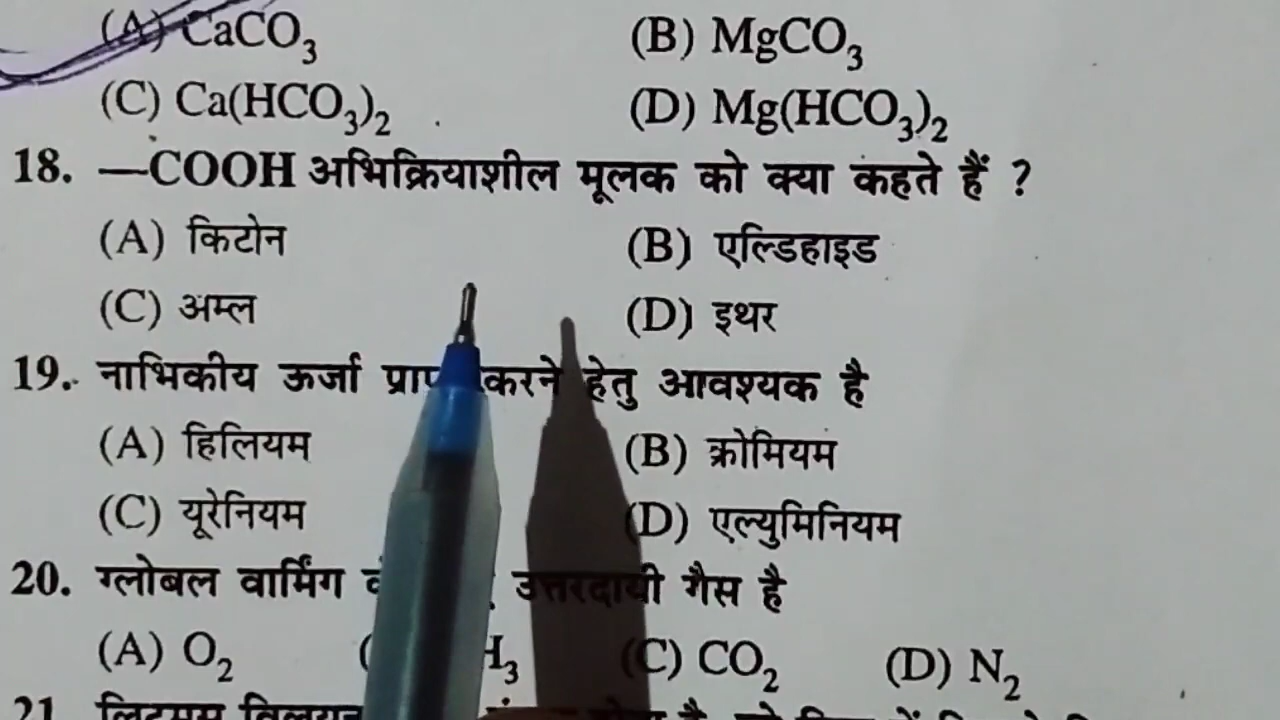 (A) CaCO₃ (B) MgCO₃
(C) Ca(HCO₃)₂ (D) Mg(HCO₃)₂
18. —COOH अभिक्रियाशील मूलक को क्या कहते हैं ?
(A) किटोन (B) एल्डिहाइड
(C) अम्ल (D) इथर
19. नाभिकीय ऊर्जा करने हेतु आवश्यक है
(A) हिलियम (B) क्रोमियम
(C) यूरेनियम (D) एल्युमिनियम
20. ग्लोबल वार्मिंग उत्तरदायी गैस है
(A) O₂ (C) CO₂ (D) N₂
21.